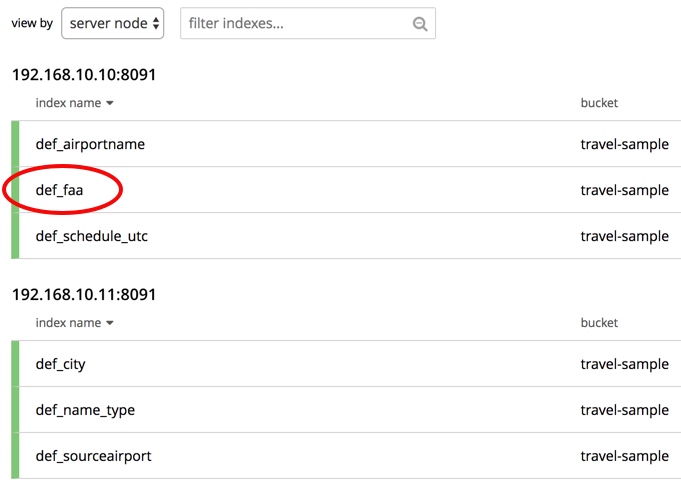 view by server node filter indexes...
192.168.10.10:8091
index name bucket
def_airportname travel-sample
def_faa travel-sample
def_schedule_utc travel-sample
192.168.10.11:8091
index name bucket
def_city travel-sample
def_name_type travel-sample
def_sourceairport travel-sample